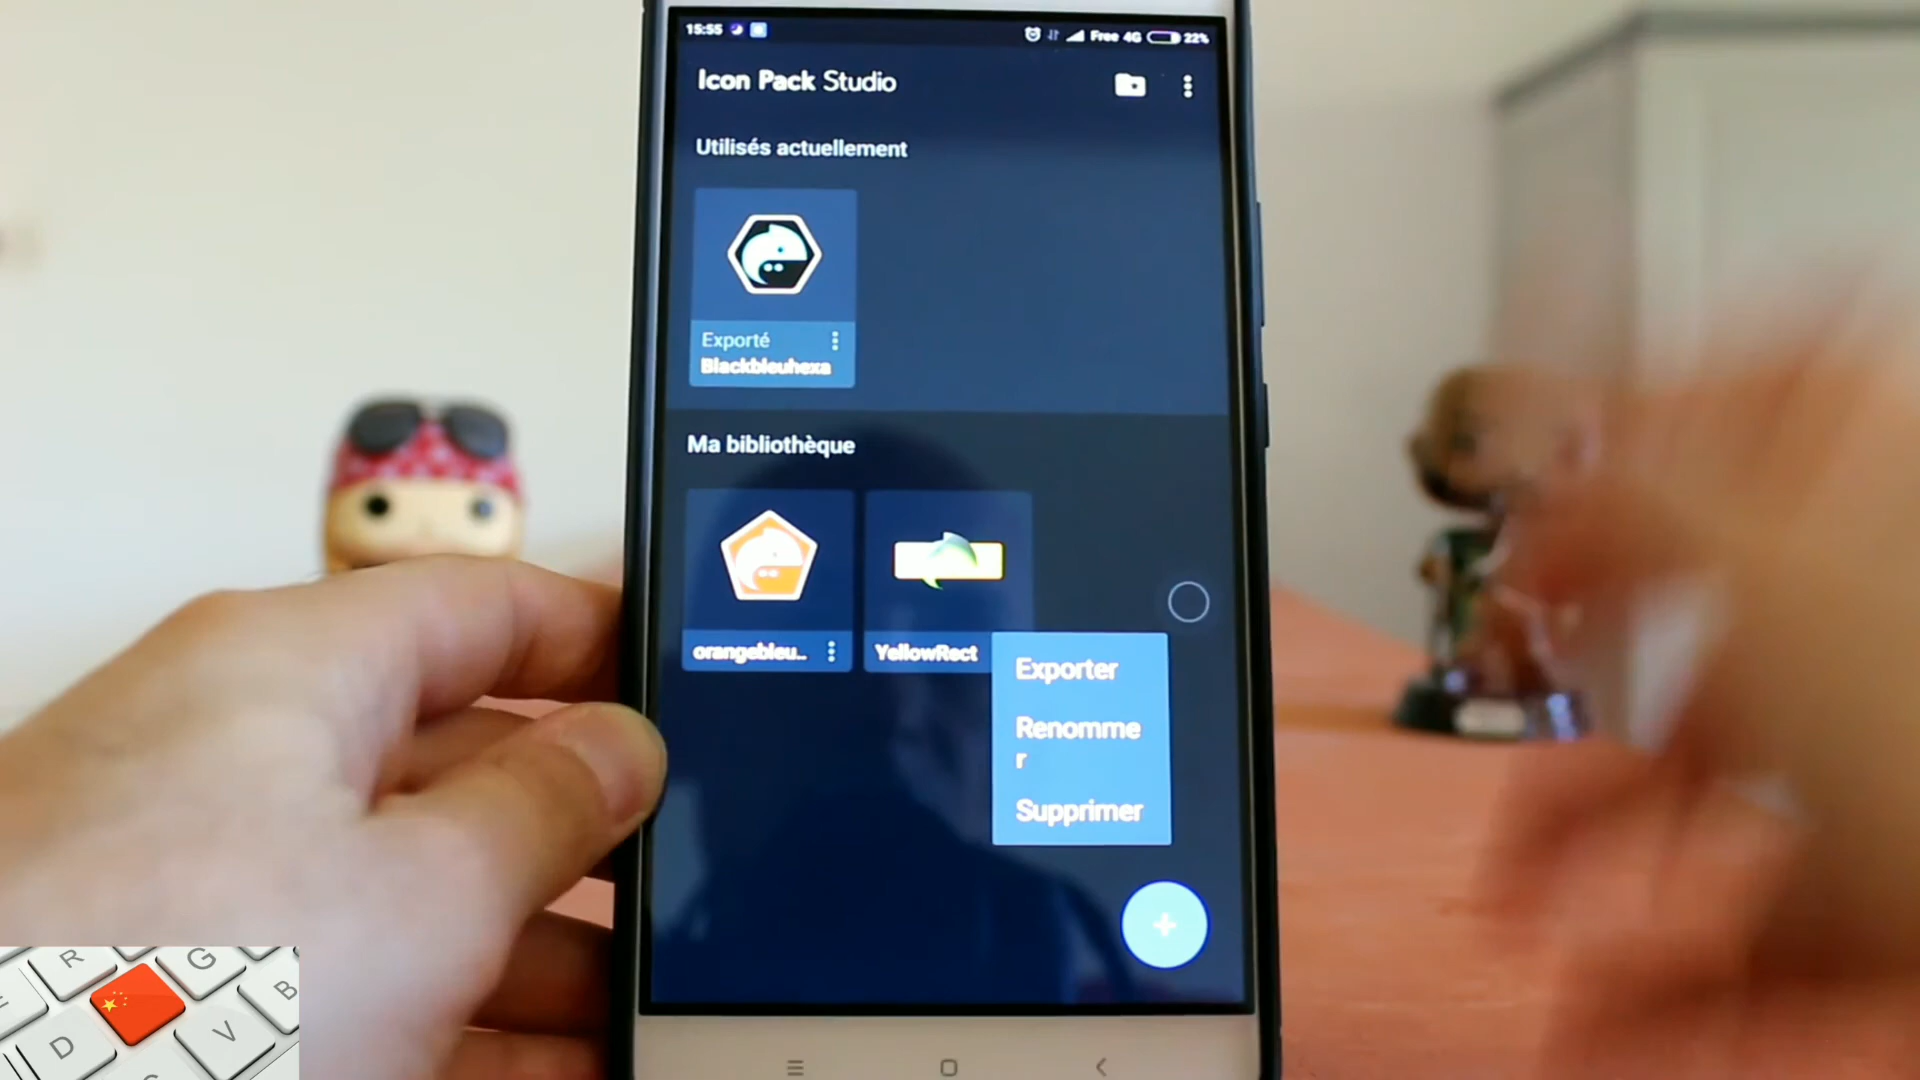 15:55 Free 4G 22%
Icon Pack Studio
Utilisés actuellement
Exporté
Blackbleuhexa
Ma bibliothèque
orangebleu..
YellowRect
Exporter
Renomme
r
Supprimer
R
G
B
D
V